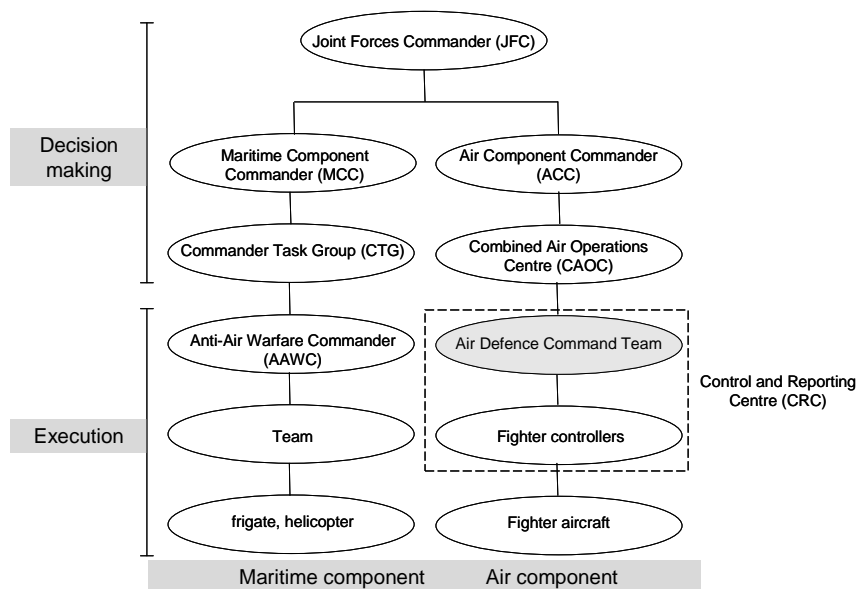 Joint Forces Commander (JFC)
Decision
making
Maritime Component
Commander (MCC)
Air Component Commander
(ACC)
Commander Task Group (CTG)
Combined Air Operations
Centre (CAOC)
Anti-Air Warfare Commander
(AAWC)
Air Defence Command Team
Control and Reporting
Centre (CRC)
Execution
Team
Fighter controllers
frigate, helicopter
Fighter aircraft
Maritime component
Air component